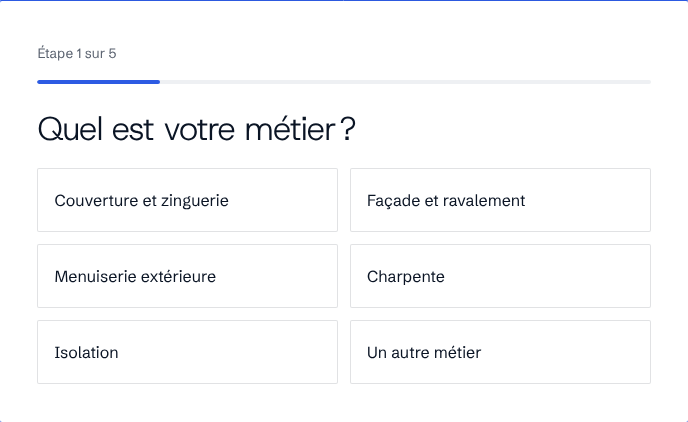 Étape 1 sur 5
Quel est votre métier ?
Couverture et zinguerie
Façade et ravalement
Menuiserie extérieure
Charpente
Isolation
Un autre métier